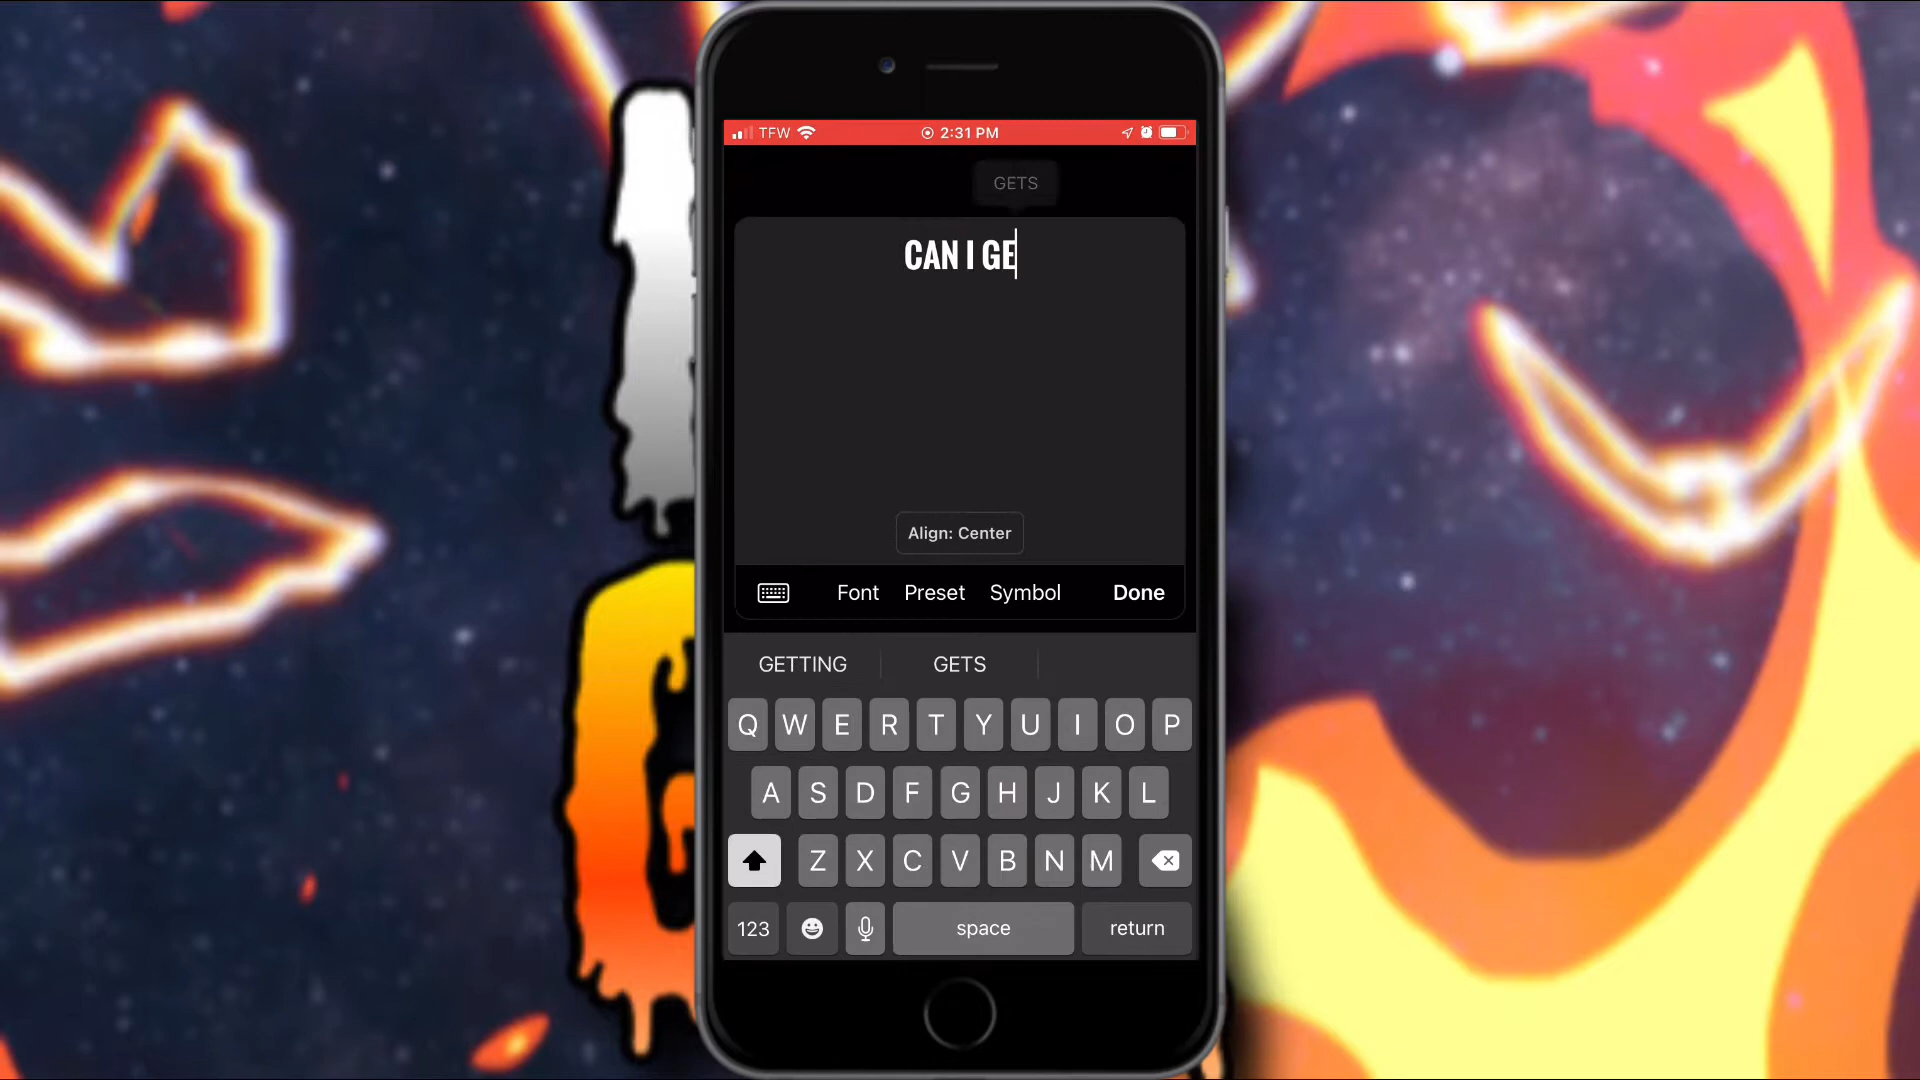 TFW 2:31 PM
GETS
CAN I GE
Align: Center
Font Preset Symbol Done
GETTING GETS
Q W E R T Y U I O P
A S D F G H J K L
Z X C V B N M
123 space return